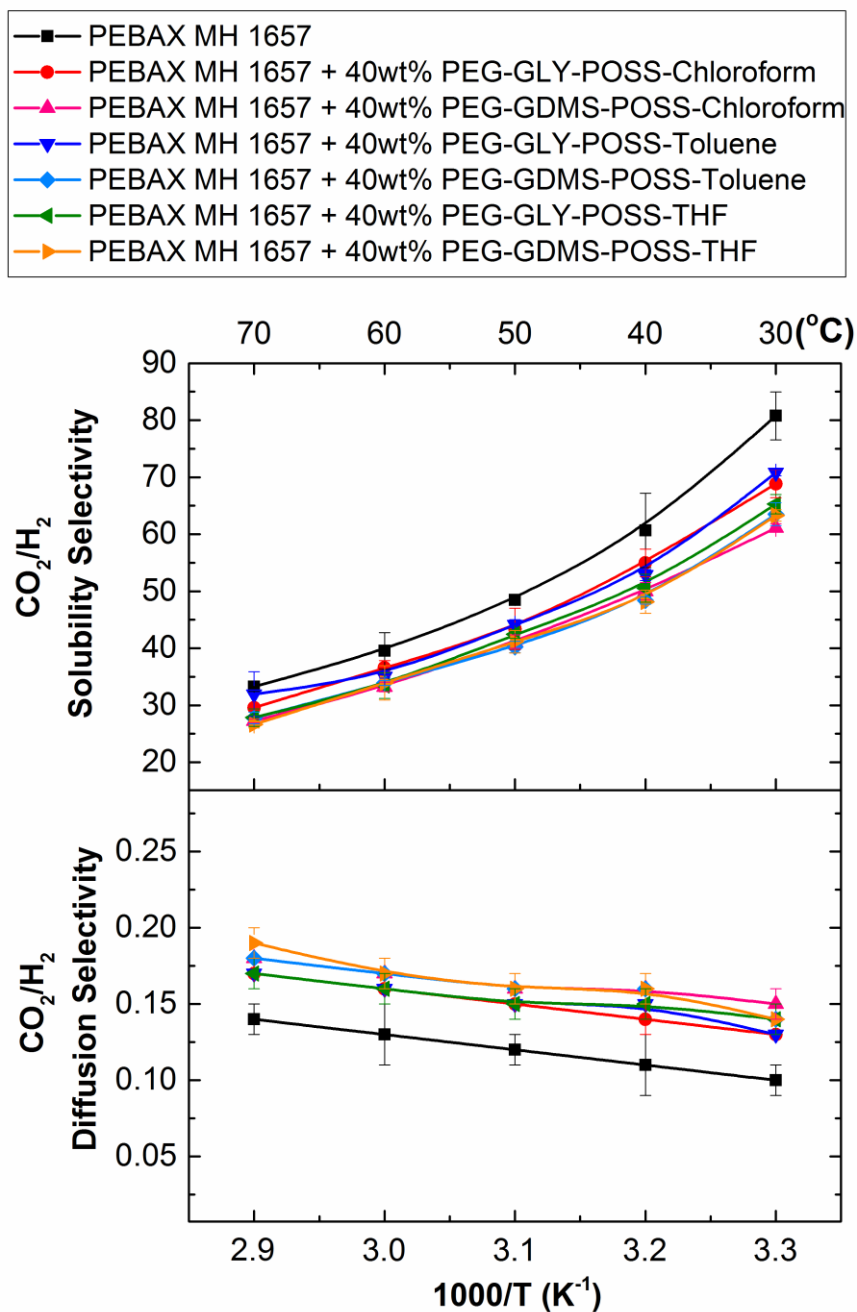 PEBAX MH 1657
PEBAX MH 1657 + 40wt% PEG-GLY-POSS-Chloroform
PEBAX MH 1657 + 40wt% PEG-GDMS-POSS-Chloroform
PEBAX MH 1657 + 40wt% PEG-GLY-POSS-Toluene
PEBAX MH 1657 + 40wt% PEG-GDMS-POSS-Toluene
PEBAX MH 1657 + 40wt% PEG-GLY-POSS-THF
PEBAX MH 1657 + 40wt% PEG-GDMS-POSS-THF
70 60 50 40 30 (°C)
CO₂/H₂
Solubility Selectivity
90
80
70
60
50
40
30
20
CO₂/H₂
Diffusion Selectivity
0.25
0.20
0.15
0.10
0.05
2.9 3.0 3.1 3.2 3.3
1000/T (K⁻¹)